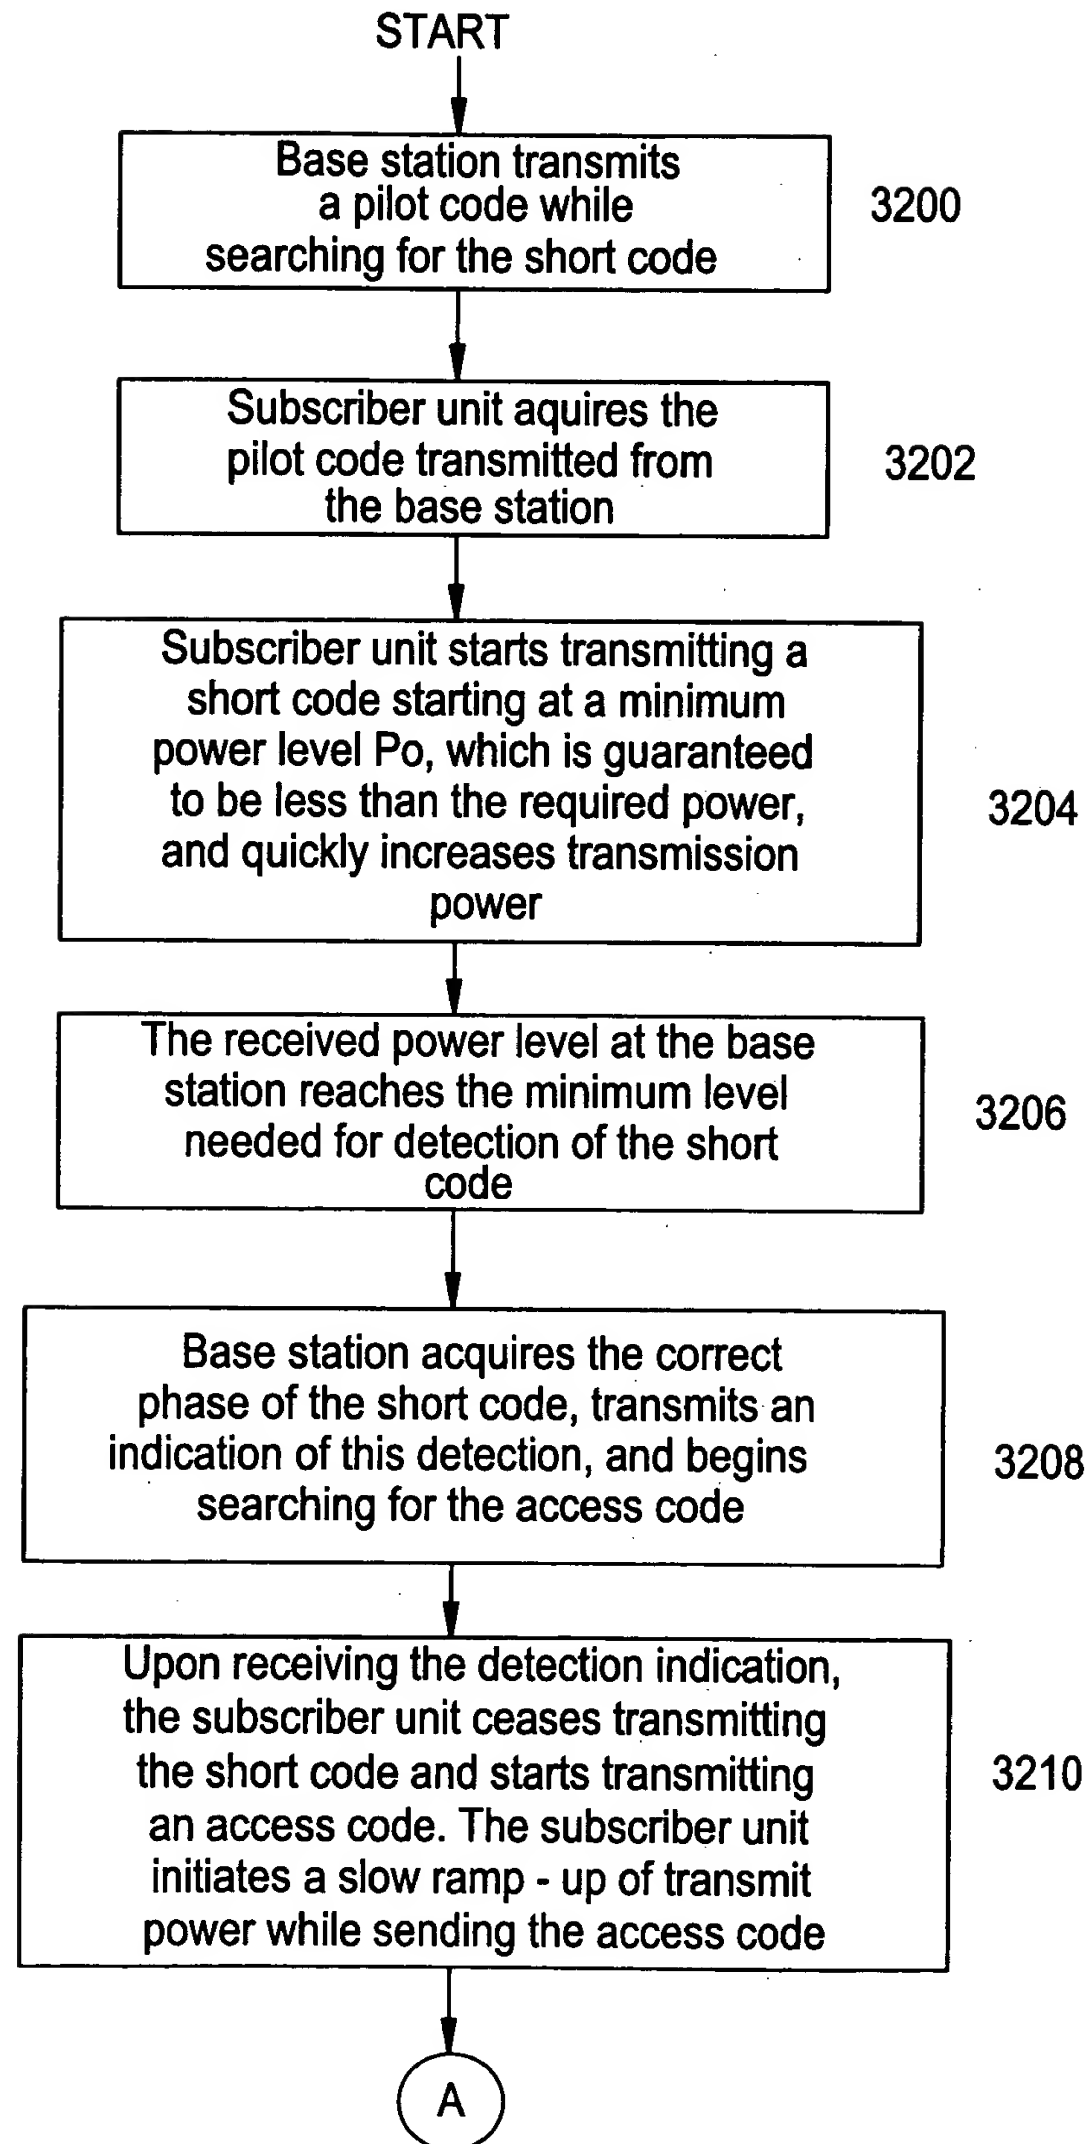 START
Base station transmits
a pilot code while
searching for the short code
3200
Subscriber unit aquires the
pilot code transmitted from
the base station
3202
Subscriber unit starts transmitting a
short code starting at a minimum
power level Po, which is guaranteed
to be less than the required power,
and quickly increases transmission
power
3204
The received power level at the base
station reaches the minimum level
needed for detection of the short
code
3206
Base station acquires the correct
phase of the short code, transmits an
indication of this detection, and begins
searching for the access code
3208
Upon receiving the detection indication,
the subscriber unit ceases transmitting
the short code and starts transmitting
an access code. The subscriber unit
initiates a slow ramp - up of transmit
power while sending the access code
3210
A